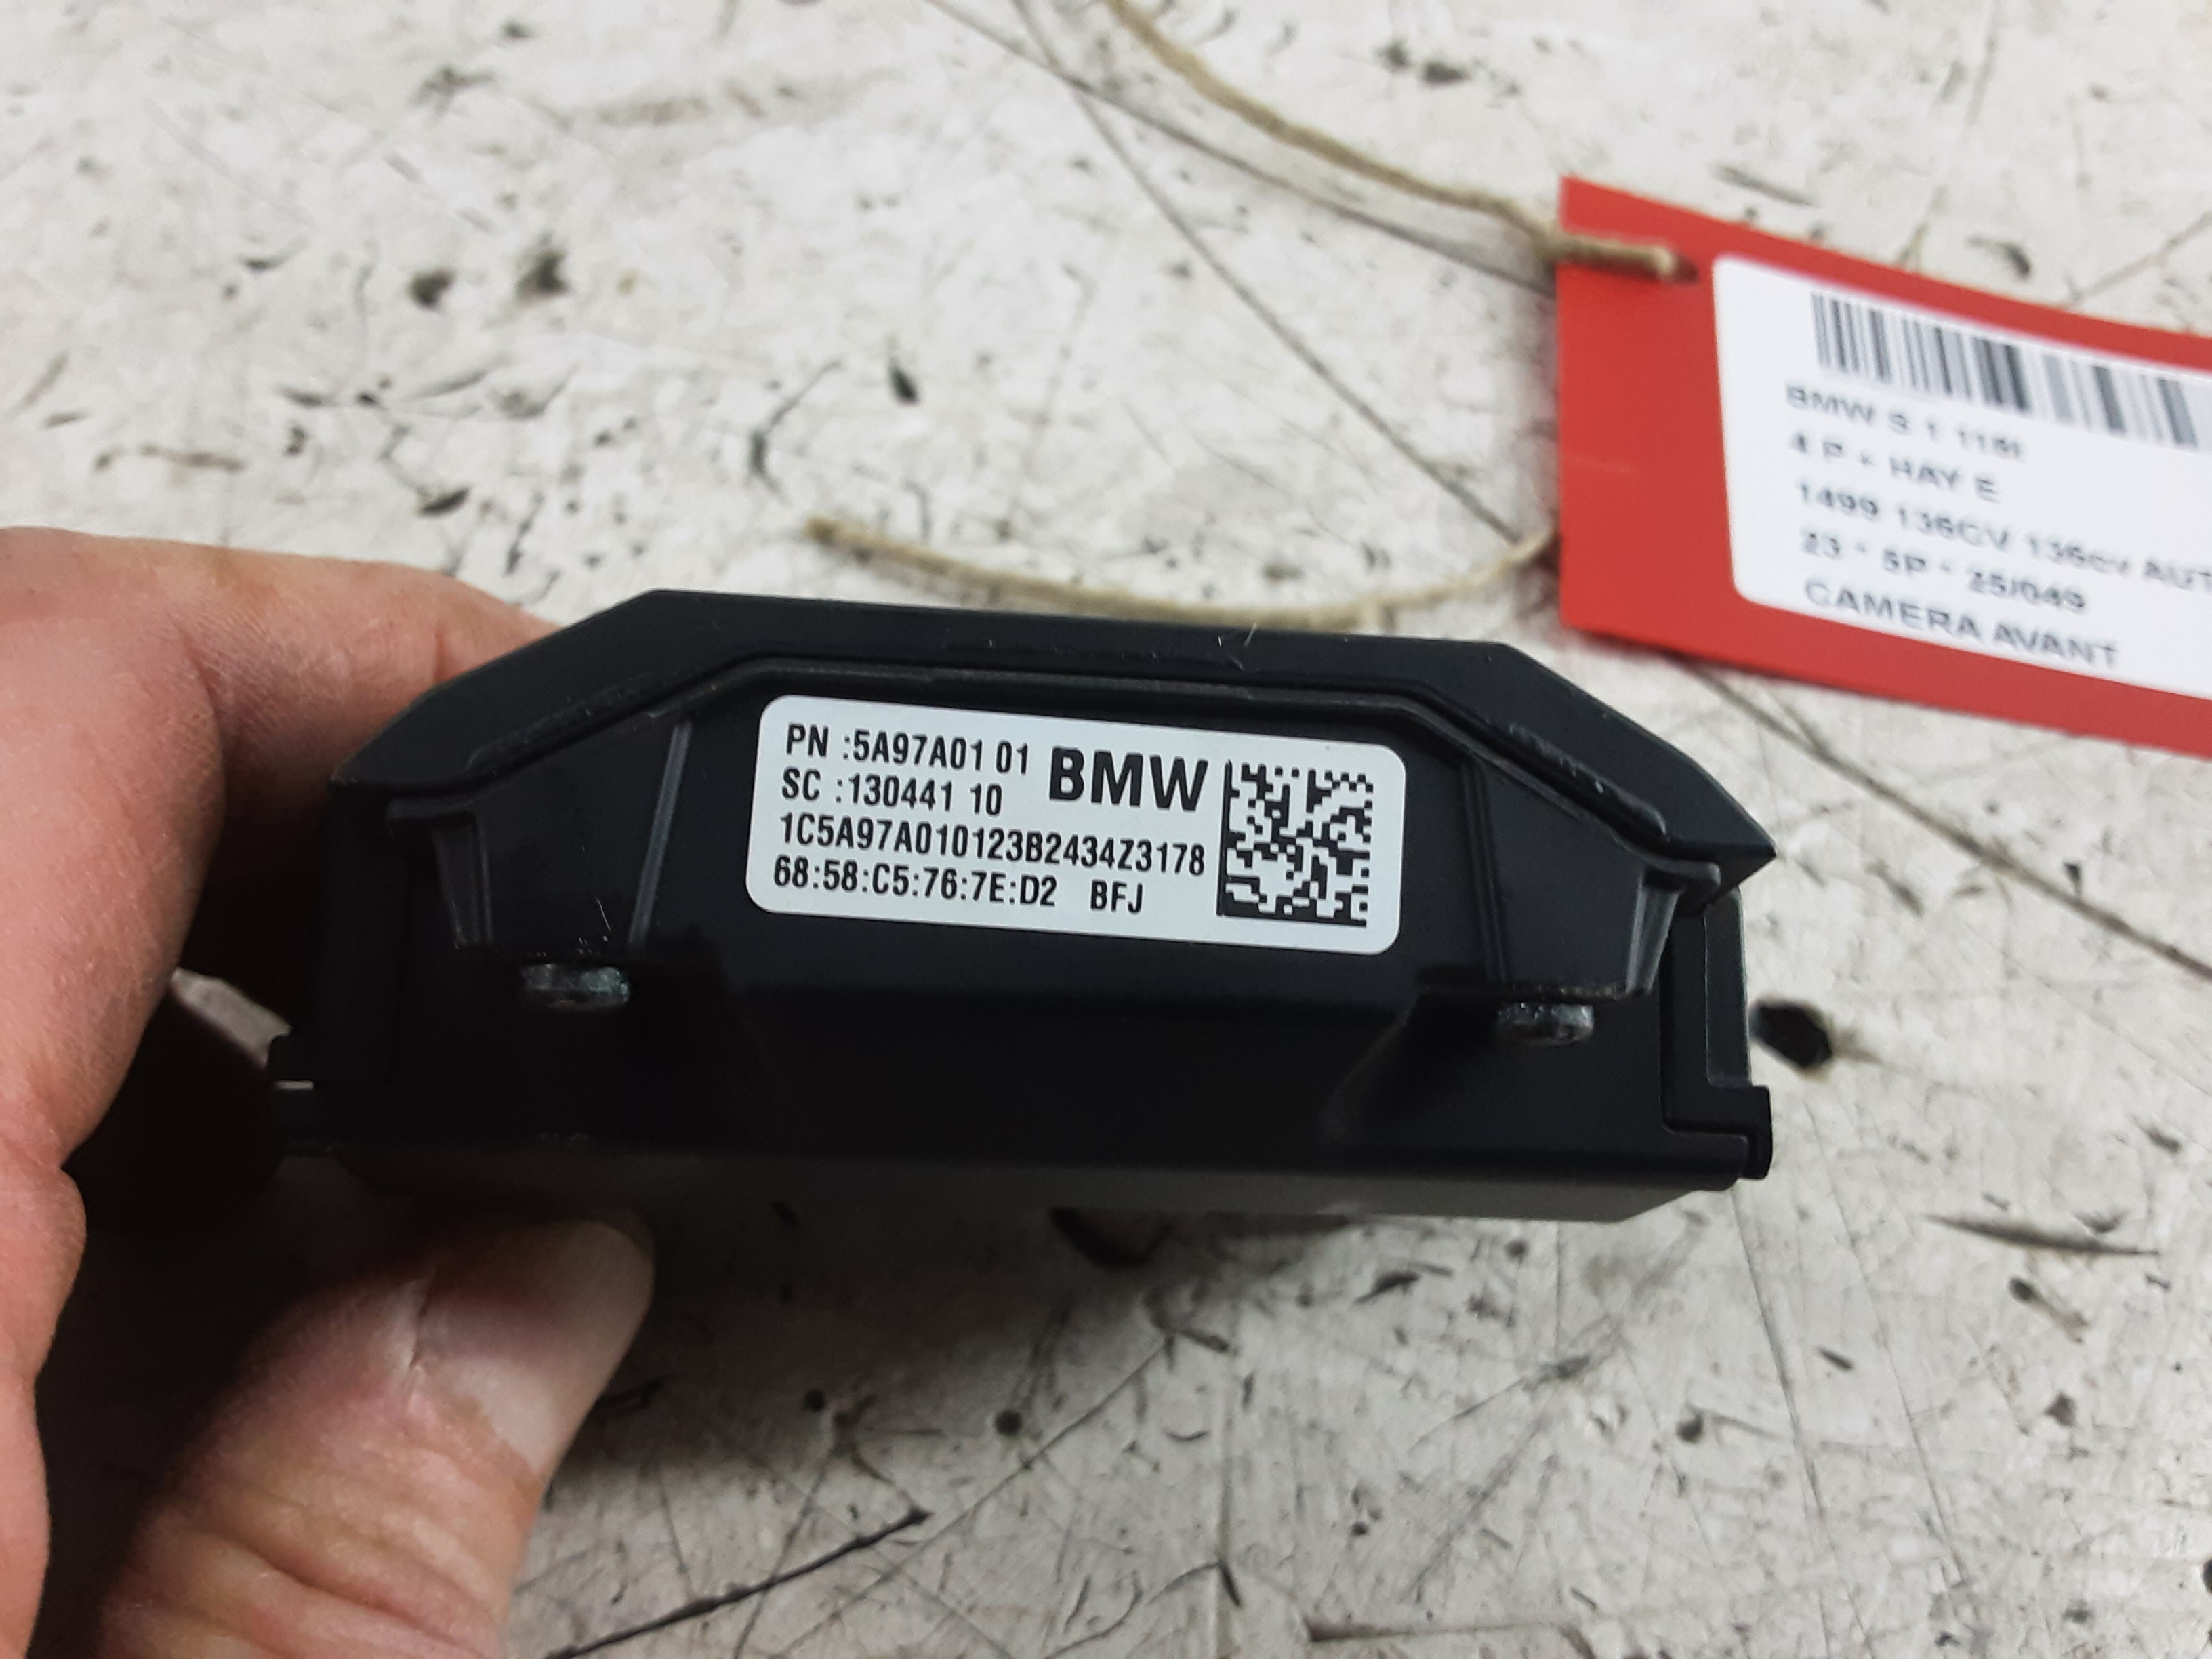 PN :5A97A01 01 BMW
SC :130441 10
1C5A97A010123B2434Z3178
68:58:C5:76:7E:D2 BFJ
BMW S 1 118I
4 P - HAY E
1499 136CV 136cv AUT
23 * 5P * 25/049
CAMERA AVANT